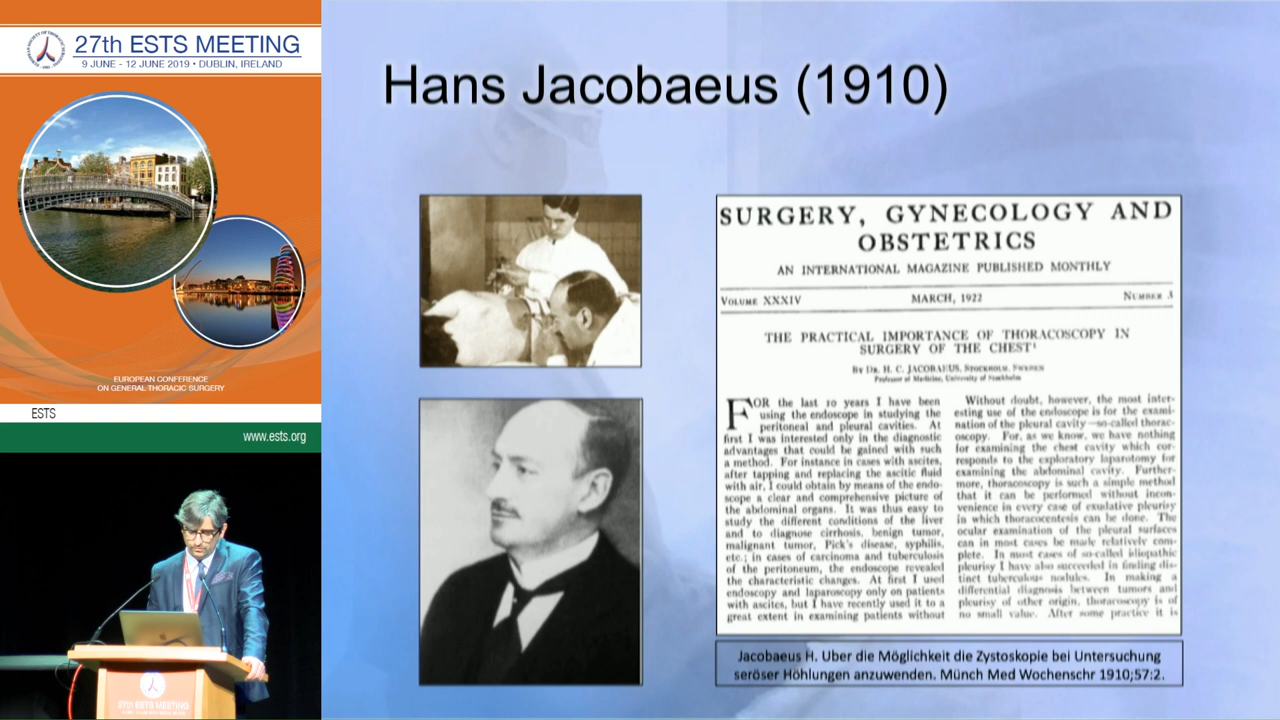 27th ESTS MEETING
9 JUNE - 12 JUNE 2019 • DUBLIN, IRELAND
EUROPEAN CONFERENCE
ON GENERAL THORACIC SURGERY
ESTS
www.ests.org
27th ESTS MEETING
Hans Jacobaeus (1910)
SURGERY, GYNECOLOGY AND
OBSTETRICS
AN INTERNATIONAL MAGAZINE PUBLISHED MONTHLY
VOLUME XXXIV MARCH, 1922 NUMBER 3
THE PRACTICAL IMPORTANCE OF THORACOSCOPY IN
SURGERY OF THE CHEST¹
BY DR. H. C. JACOBAEUS, STOCKHOLM, SWEDEN
Professor of Medicine, University of Stockholm
FOR the last 10 years I have been
using the endoscope in studying the
peritoneal and pleural cavities. At
first I was interested only in the diagnostic
advantages that could be gained with such
a method. For instance in cases with ascites,
after tapping and replacing the ascitic fluid
with air, I could obtain by means of the endo-
scope a clear and comprehensive picture of
the abdominal organs. It was thus easy to
study the different conditions of the liver
and to diagnose cirrhosis, benign tumor,
malignant tumor, Pick's disease, syphilis,
etc.; in cases of carcinoma and tuberculosis
of the peritoneum, the endoscope revealed
the characteristic changes. At first I used
endoscopy and laparoscopy only on patients
with ascites, but I have recently used it to a
great extent in examining patients without
Without doubt, however, the most inter-
esting use of the endoscope is for the exami-
nation of the pleural cavity—so-called thorac-
oscopy. For, as we know, we have nothing
for examining the chest cavity which cor-
responds to the exploratory laparotomy for
examining the abdominal cavity. Further-
more, thoracoscopy is such a simple method
that it can be performed without incon-
venience in every case of exudative pleurisy
in which thoracocentesis can be done. The
ocular examination of the pleural surfaces
can in most cases be made relatively com-
plete. In most cases of so-called idiopathic
pleurisy I have also succeeded in finding dis-
tinct tuberculous nodules. In making a
differential diagnosis between tumors and
pleurisy of other origin, thoracoscopy is of
no small value. After some practice it is
Jacobaeus H. Uber die Möglichkeit die Zystoskopie bei Untersuchung
seröser Höhlungen anzuwenden. Münch Med Wochenschr 1910;57:2.